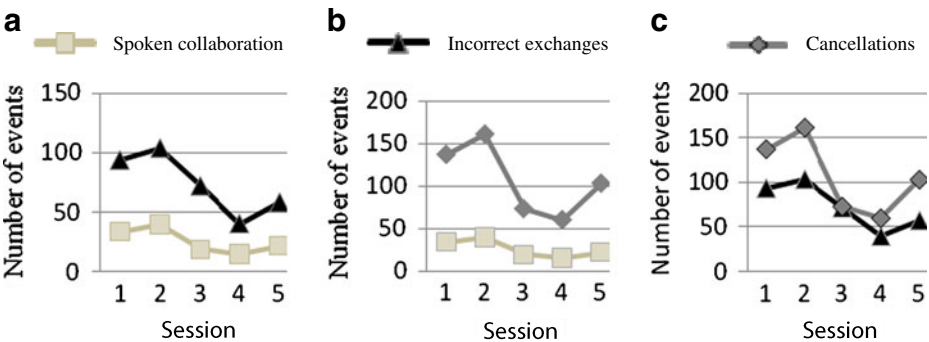 a
Spoken collaboration
Number of events
150
100
50
0
1 2 3 4 5
Session
b
Incorrect exchanges
Number of events
200
150
100
50
0
1 2 3 4 5
Session
c
Cancellations
Number of events
200
150
100
50
0
1 2 3 4 5
Session